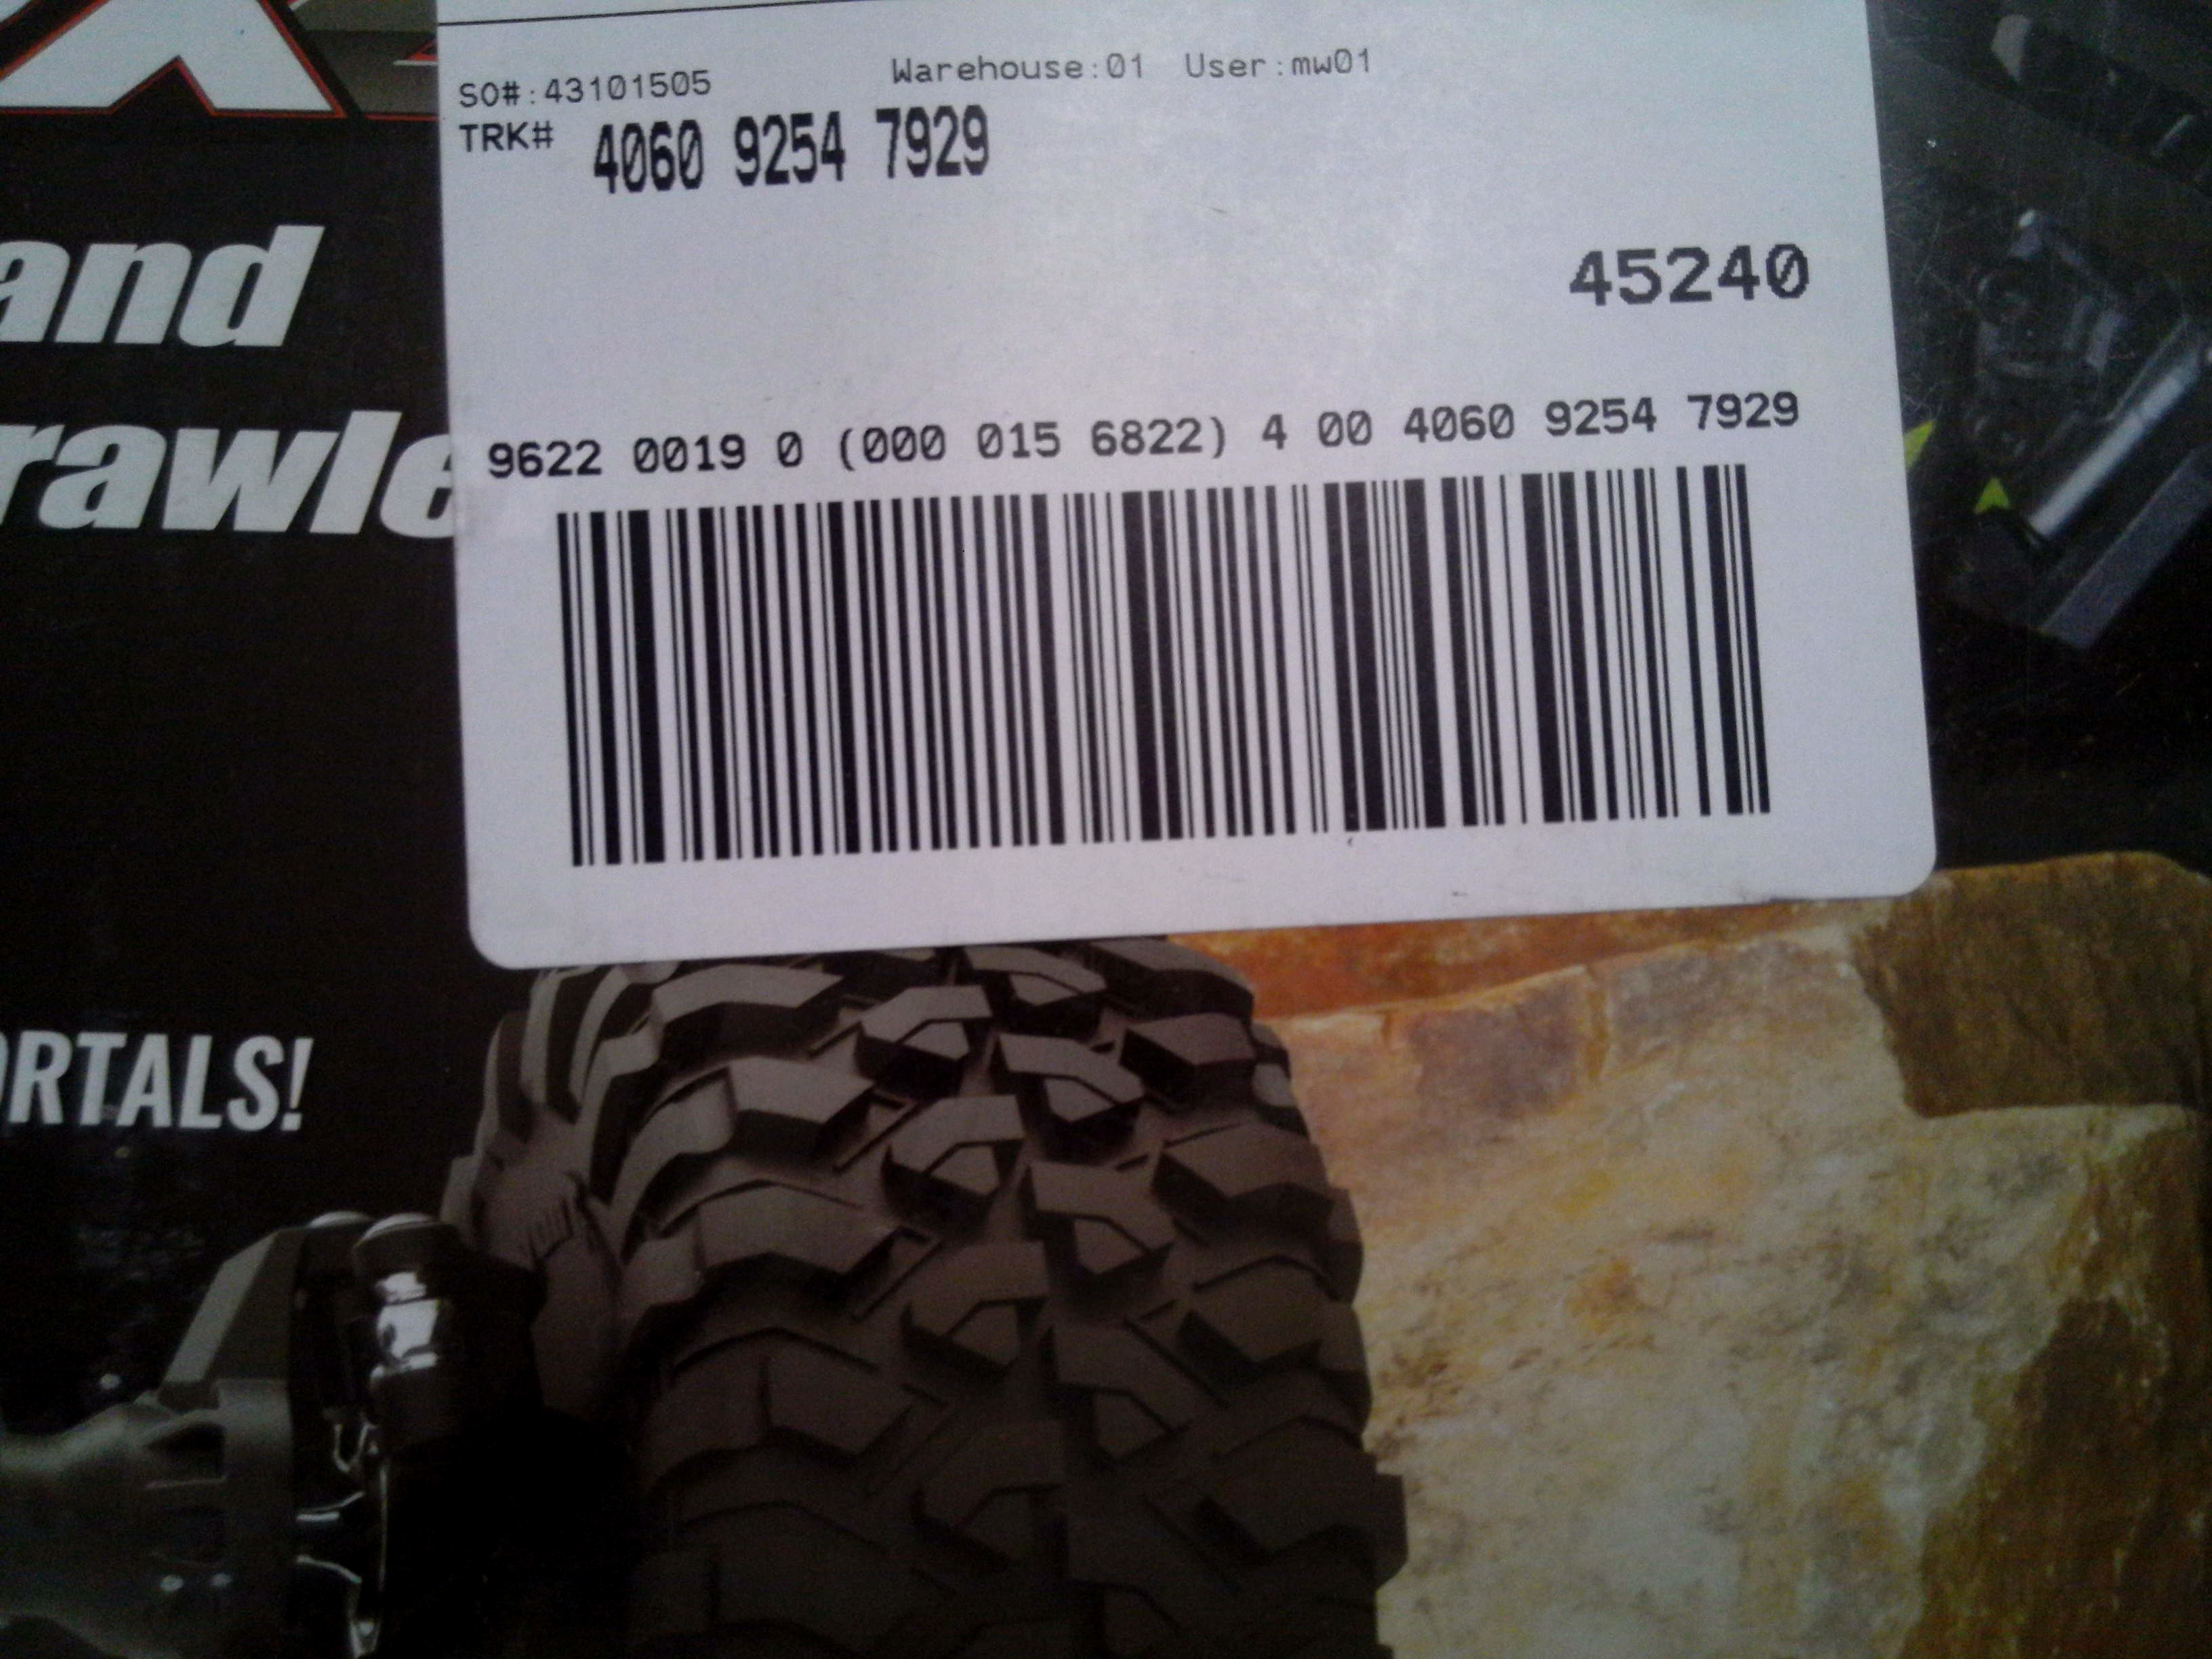 X
SO#:43101505 Warehouse:01 User:mw01
TRK# 4060 9254 7929
and
45240
rawle
9622 0019 0 (000 015 6822) 4 00 4060 9254 7929
ORTALS!